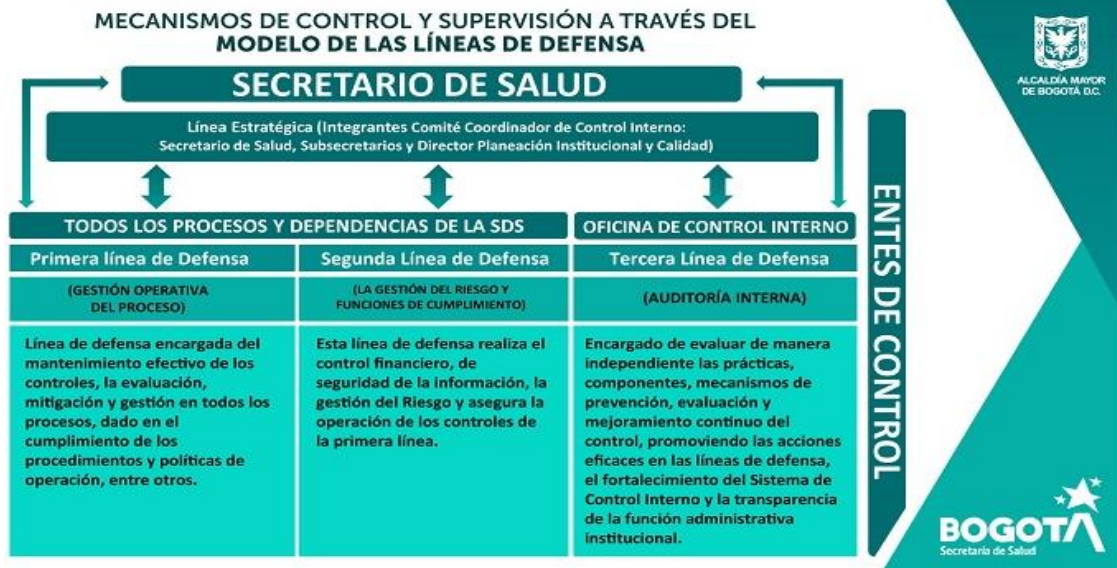 MECANISMOS DE CONTROL Y SUPERVISIÓN A TRAVÉS DEL
MODELO DE LAS LÍNEAS DE DEFENSA
ALCALDÍA MAYOR
DE BOGOTÁ D.C.
SECRETARIO DE SALUD
Línea Estratégica (Integrantes Comité Coordinador de Control Interno:
Secretario de Salud, Subsecretarios y Director Planeación Institucional y Calidad)
TODOS LOS PROCESOS Y DEPENDENCIAS DE LA SDS
OFICINA DE CONTROL INTERNO
Primera línea de Defensa
(GESTIÓN OPERATIVA
DEL PROCESO)
Línea de defensa encargada del
mantenimiento efectivo de los
controles, la evaluación,
mitigación y gestión en todos los
procesos, dado en el
cumplimiento de los
procedimientos y políticas de
operación, entre otros.
Segunda Línea de Defensa
(LA GESTIÓN DEL RIESGO Y
FUNCIONES DE CUMPLIMIENTO)
Esta línea de defensa realiza el
control financiero, de
seguridad de la información, la
gestión del Riesgo y asegura la
operación de los controles de
la primera línea.
Tercera Línea de Defensa
(AUDITORÍA INTERNA)
Encargado de evaluar de manera
independiente las prácticas,
componentes, mecanismos de
prevención, evaluación y
mejoramiento continuo del
control, promoviendo las acciones
eficaces en las líneas de defensa,
el fortalecimiento del Sistema de
Control Interno y la transparencia
de la función administrativa
institucional.
ENTES DE CONTROL
BOGOTÁ
Secretaría de Salud